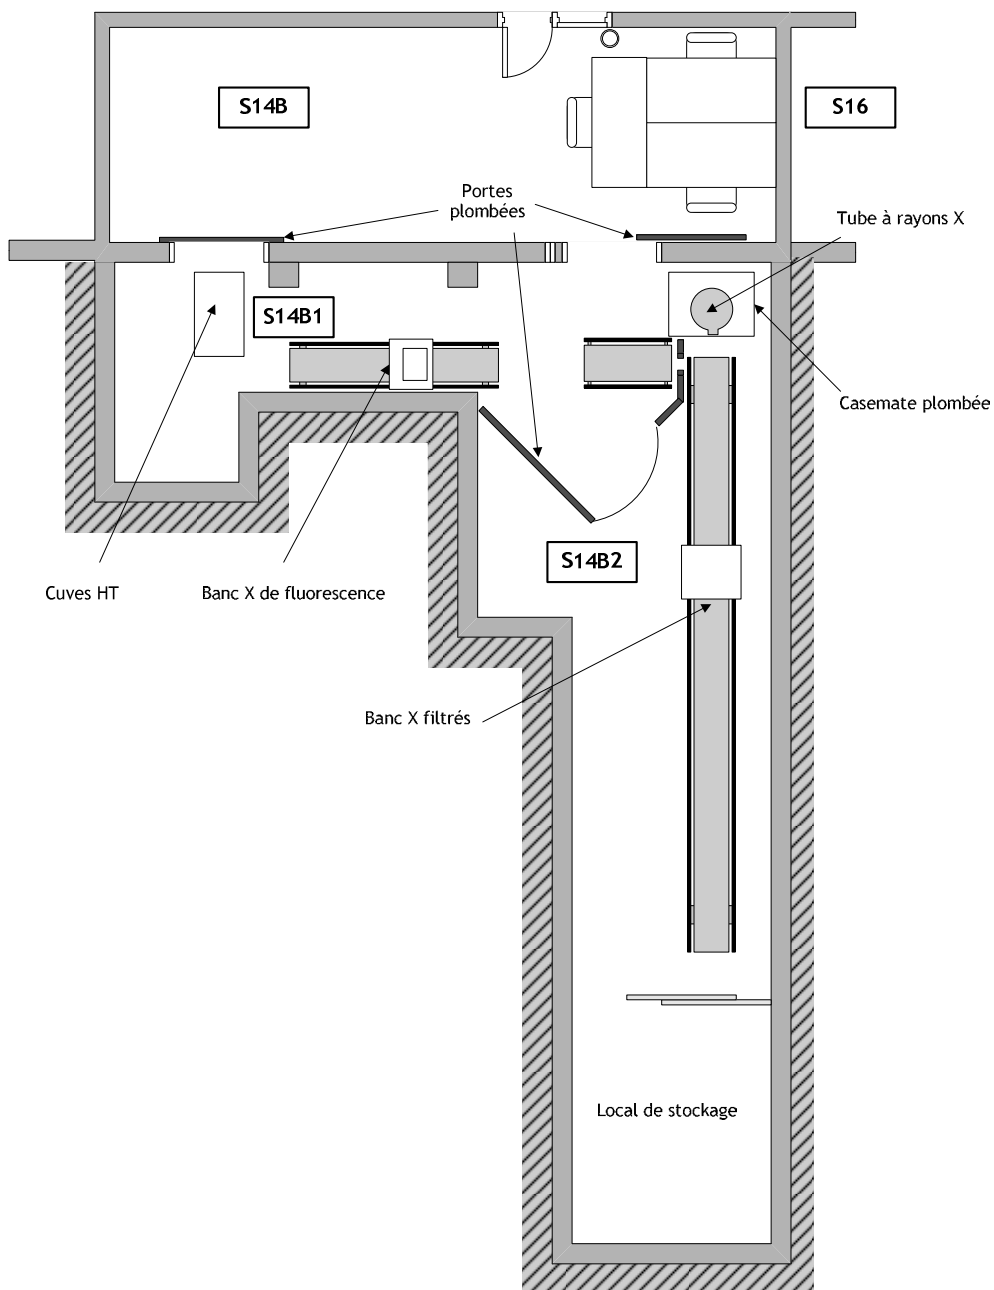 S14B
S16
Portes
plombées
Tube à rayons X
S14B1
Casemate plombée
S14B2
Cuves HT
Banc X de fluorescence
Banc X filtrés
Local de stockage